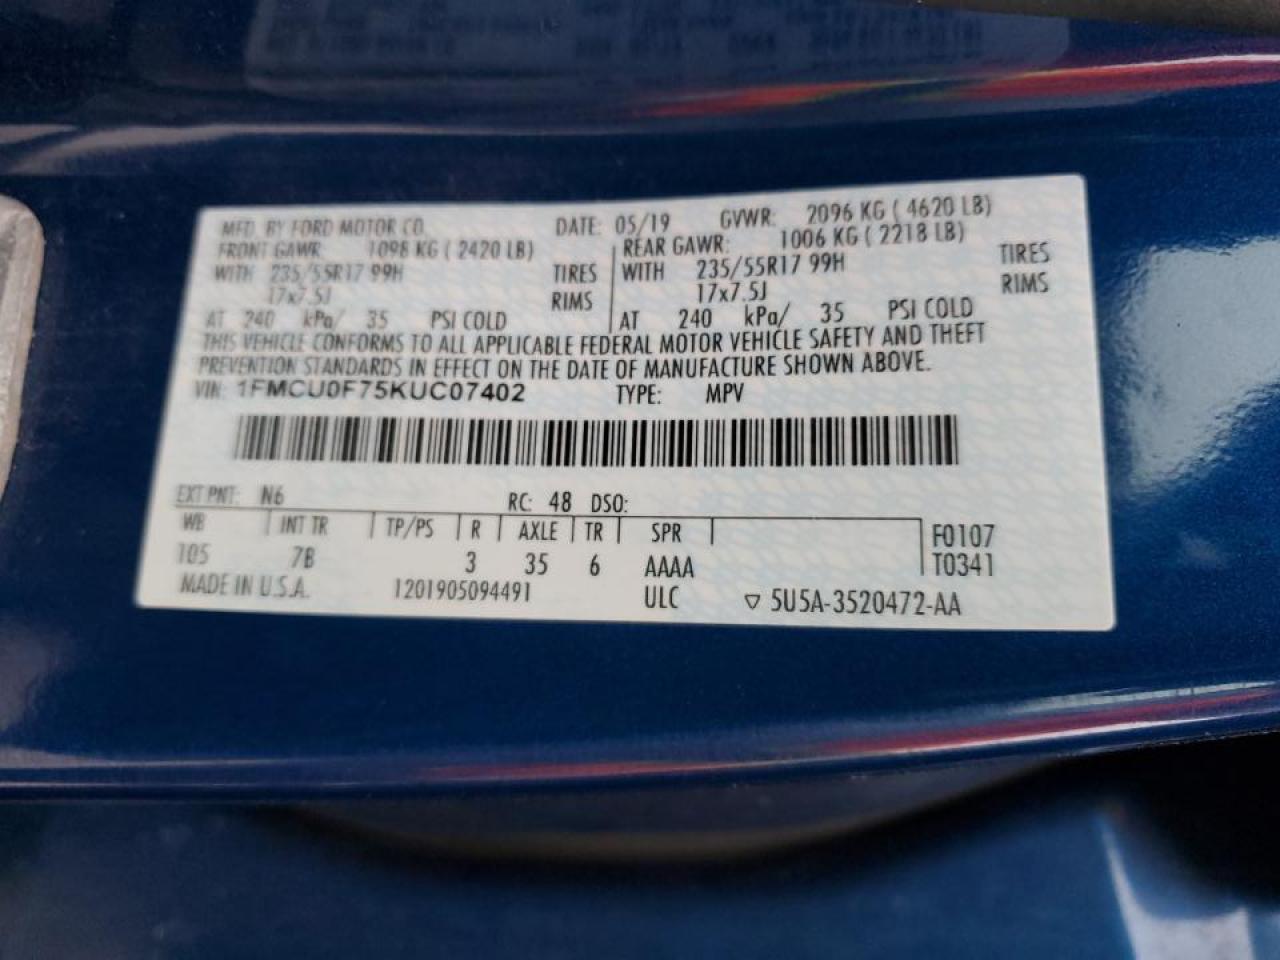 MFD. BY FORD MOTOR CO. DATE: 05/19 GVWR: 2096 KG ( 4620 LB)
FRONT GAWR: 1098 KG ( 2420 LB) REAR GAWR: 1006 KG ( 2218 LB)
WITH 235/55R17 99H TIRES WITH 235/55R17 99H TIRES
17x7.5J RIMS 17x7.5J RIMS
AT 240 kPa/ 35 PSI COLD AT 240 kPa/ 35 PSI COLD
THIS VEHICLE CONFORMS TO ALL APPLICABLE FEDERAL MOTOR VEHICLE SAFETY AND THEFT
PREVENTION STANDARDS IN EFFECT ON THE DATE OF MANUFACTURE SHOWN ABOVE.
VIN: 1FMCU0F75KUC07402 TYPE: MPV
EXT PNT: N6 RC: 48 DSO:
WB INT TR TP/PS R AXLE TR SPR F0107
105 7B 3 35 6 AAAA T0341
MADE IN U.S.A. 1201905094491 ULC ▽ 5U5A-3520472-AA